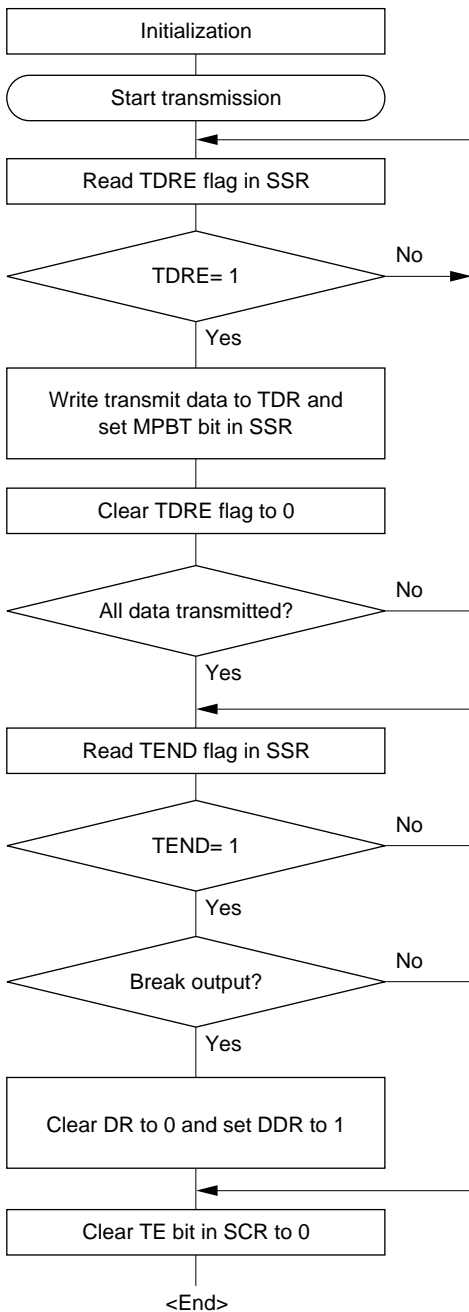 Initialization
Start transmission
Read TDRE flag in SSR
TDRE= 1
No
Yes
Write transmit data to TDR and
set MPBT bit in SSR
Clear TDRE flag to 0
All data transmitted?
No
Yes
Read TEND flag in SSR
TEND= 1
No
Yes
Break output?
No
Yes
Clear DR to 0 and set DDR to 1
Clear TE bit in SCR to 0
<End>